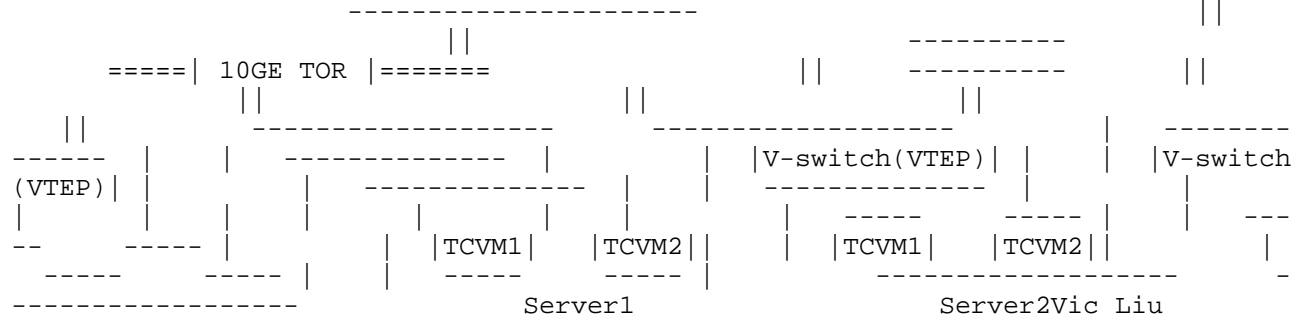 ---------------------- ||
|| ----------
=====| 10GE TOR |======= || ---------- ||
|| || ||
|| ------------------- ------------------- | --------
------ | | -------------- | | |V-switch(VTEP)| | | |V-switch
(VTEP)| | | -------------- | | -------------- | |
| | | | | | | | ----- ----- | | ---
-- ----- | | |TCVM1| |TCVM2|| | |TCVM1| |TCVM2|| |
----- ----- | | ----- ----- | ------------------- -
------------------ Server1 Server2Vic Liu